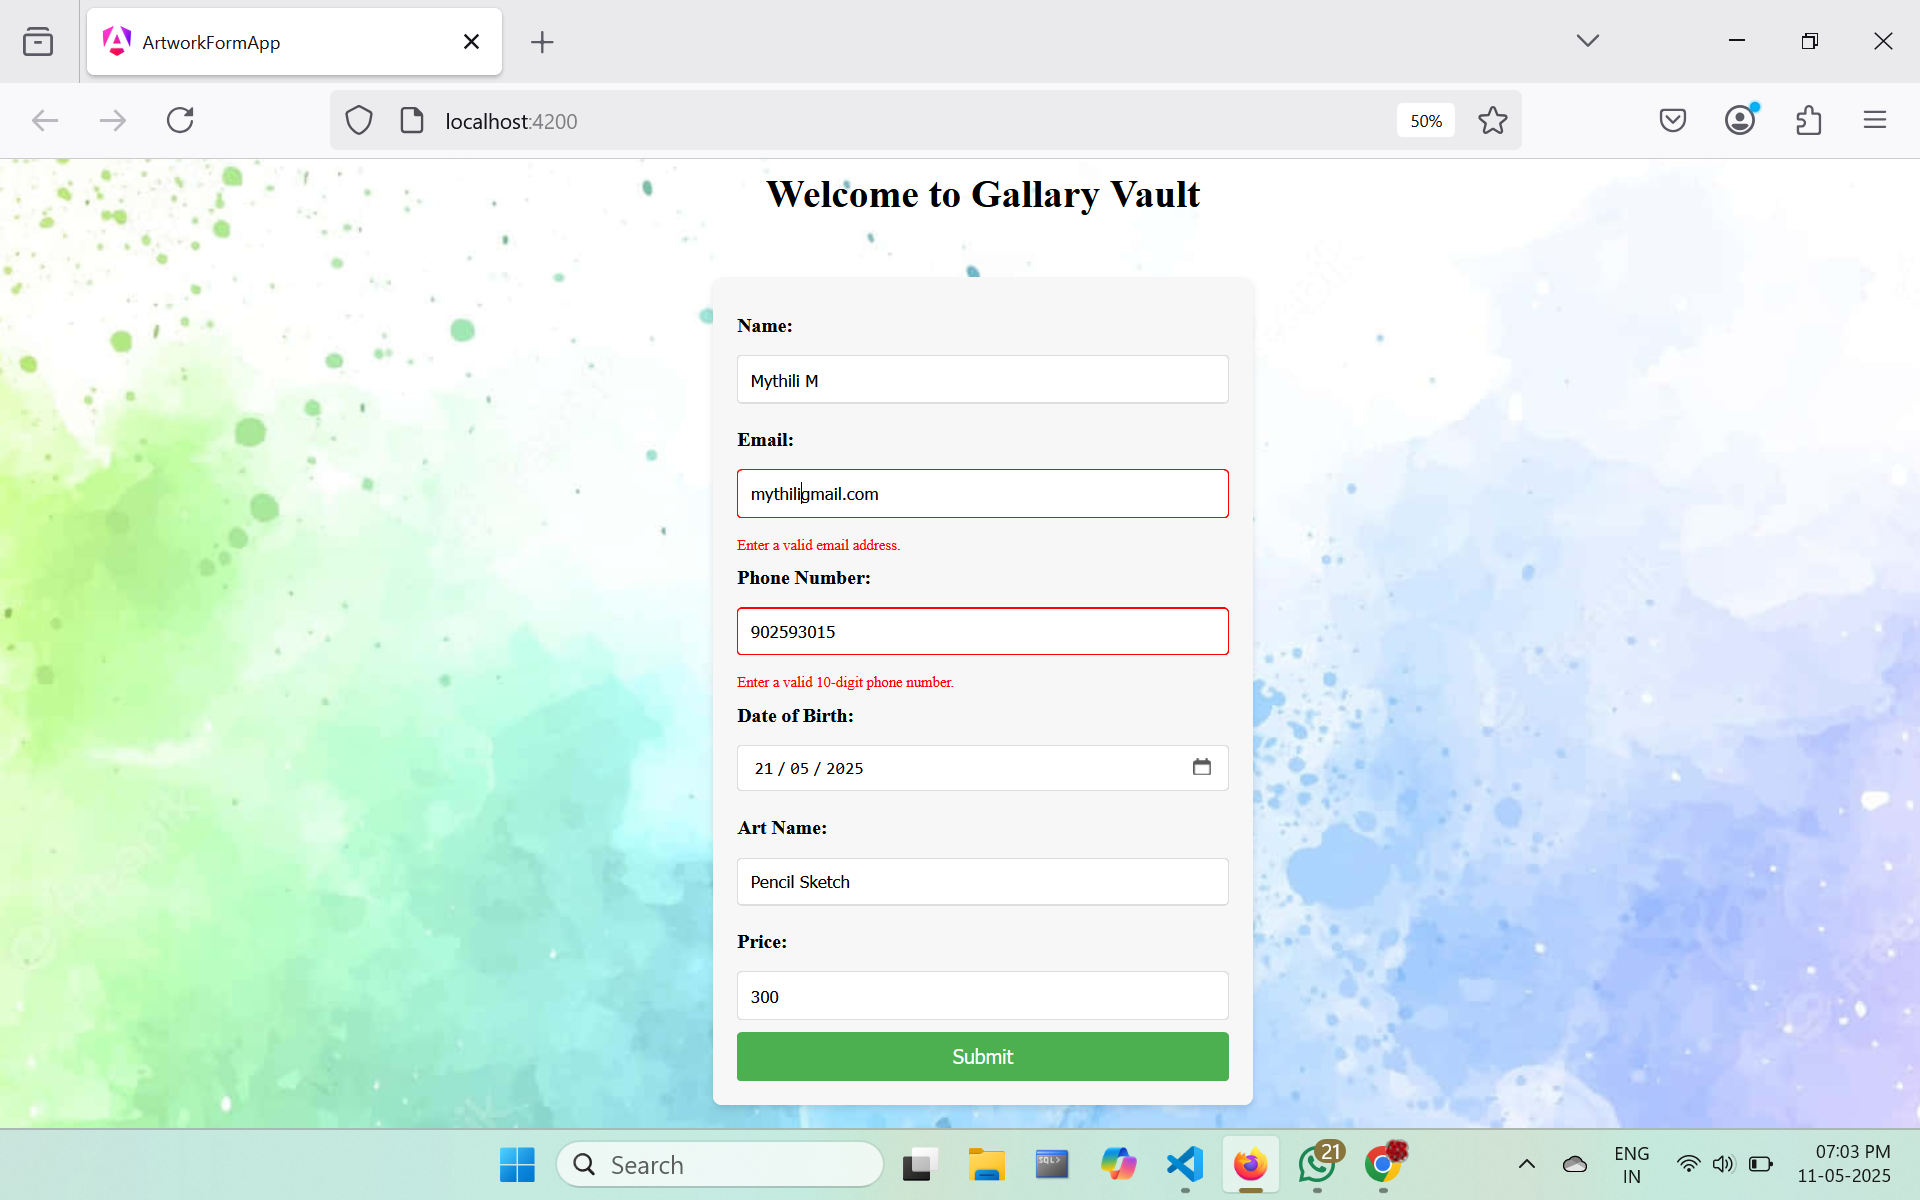 ArtworkFormApp
localhost:4200
50%
Welcome to Gallary Vault
Name:
Mythili M
Email:
mythiligmail.com
Enter a valid email address.
Phone Number:
902593015
Enter a valid 10-digit phone number.
Date of Birth:
21 / 05 / 2025
Art Name:
Pencil Sketch
Price:
300
Submit
Search
SQL>
21
ENG
IN
07:03 PM
11-05-2025